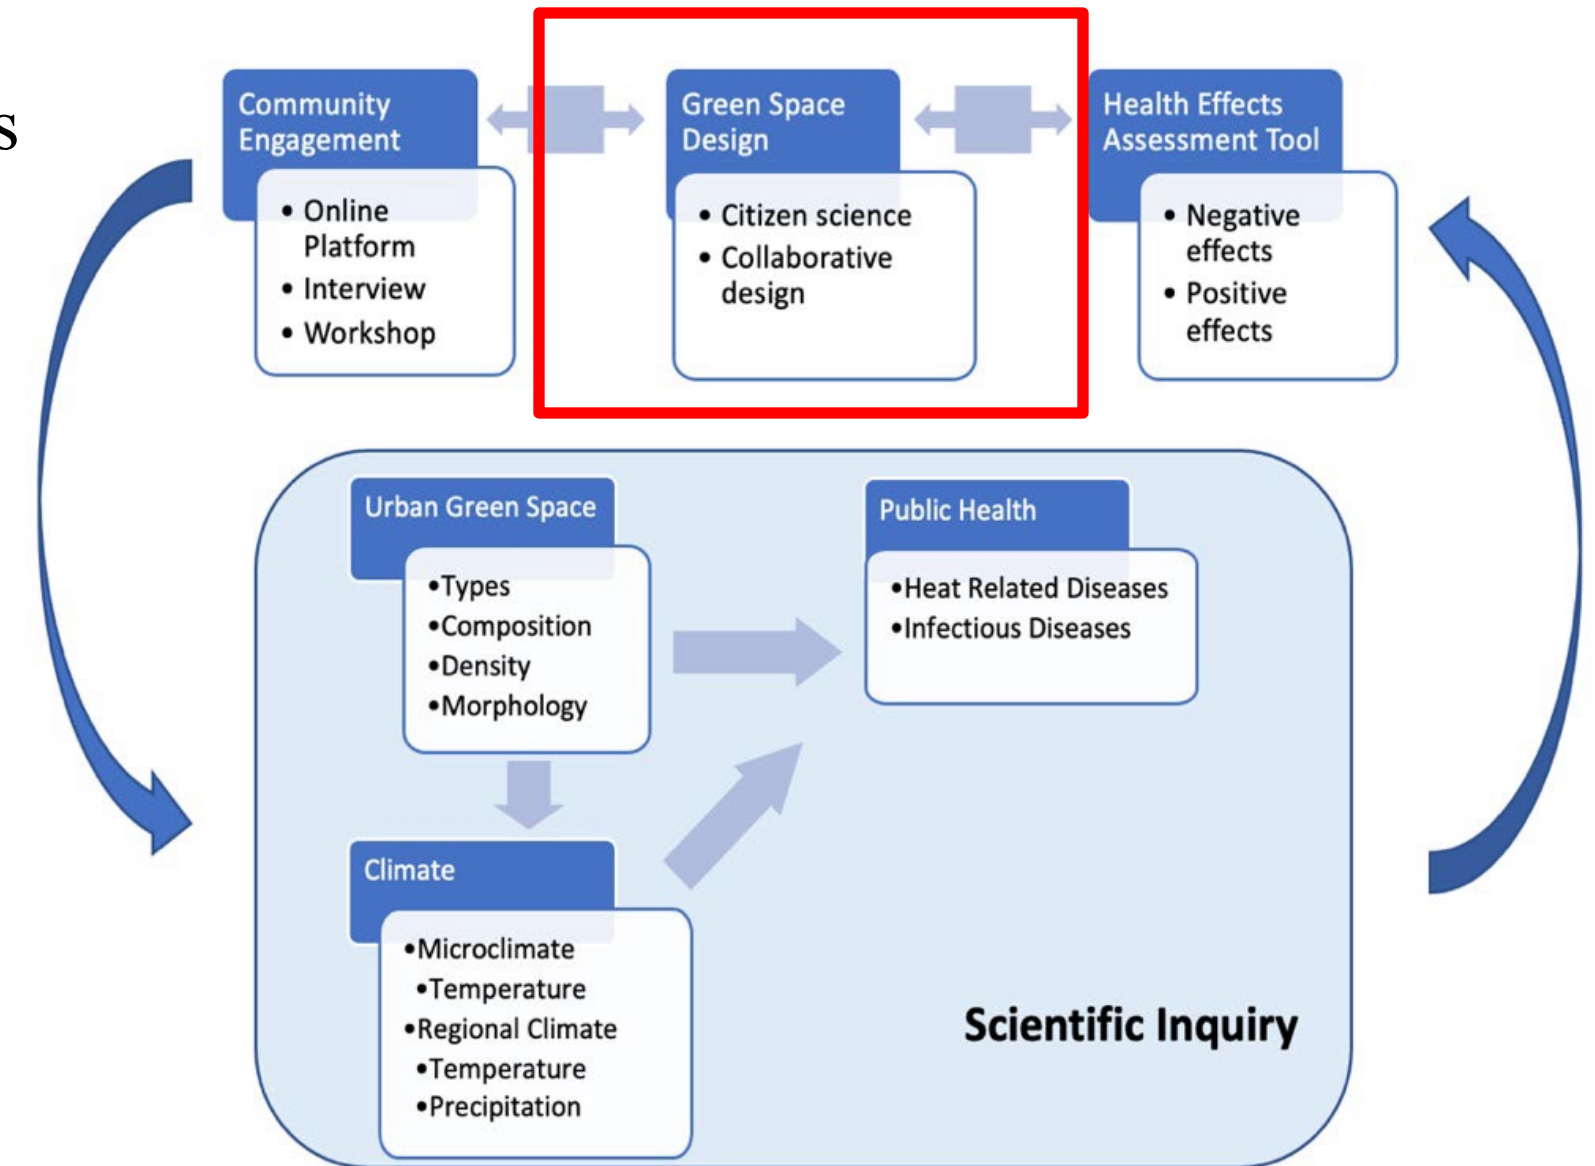 s
Community
Engagement
• Online
Platform
• Interview
• Workshop
Green Space
Design
• Citizen science
• Collaborative
design
Health Effects
Assessment Tool
• Negative
effects
• Positive
effects
Urban Green Space
•Types
•Composition
•Density
•Morphology
Public Health
•Heat Related Diseases
•Infectious Diseases
Climate
•Microclimate
•Temperature
•Regional Climate
•Temperature
•Precipitation
Scientific Inquiry